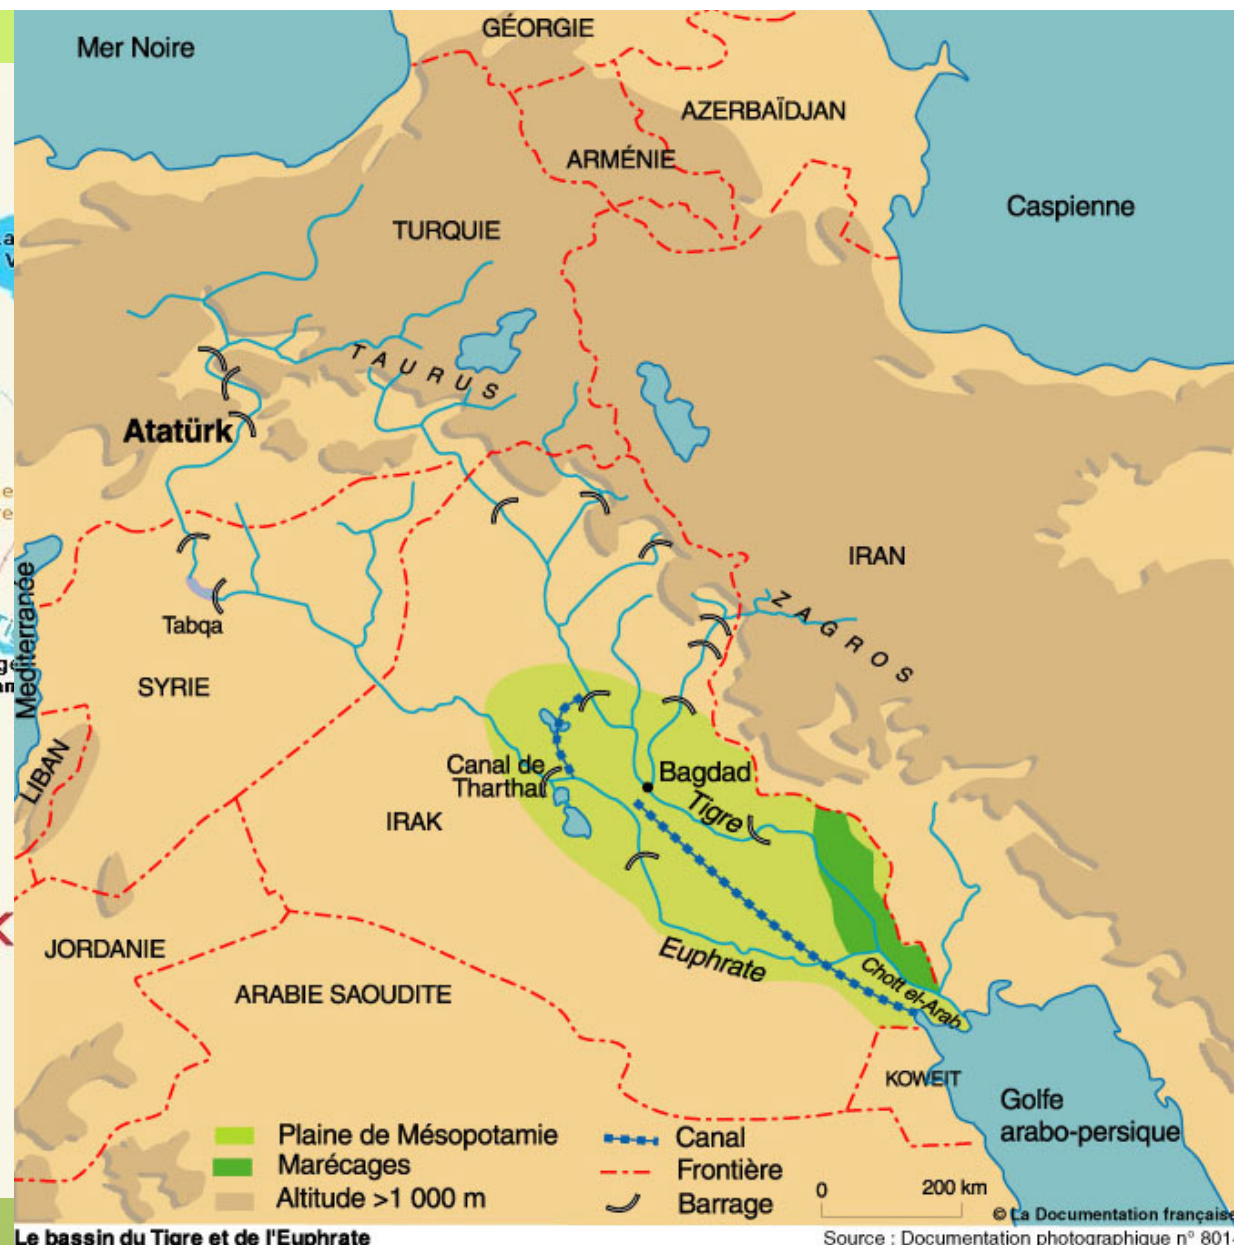 Mer Noire
GÉORGIE
AZERBAÏDJAN
ARMÉNIE
Caspienne
TURQUIE
TAURUS
Atatürk
IRAN
ZAGROS
Tabqa
Mediterranée
SYRIE
LIBAN
Canal de
Tharthar
Bagdad
Tigre
IRAK
JORDANIE
Euphrate
Chott el-Arab
ARABIE SAOUDITE
KOWEIT
Golfe
arabo-persique
Plaine de Mésopotamie
Marécages
Altitude >1 000 m
Canal
Frontière
Barrage
0 200 km
© La Documentation française
Le bassin du Tigre et de l'Euphrate
Source : Documentation photographique n° 8014